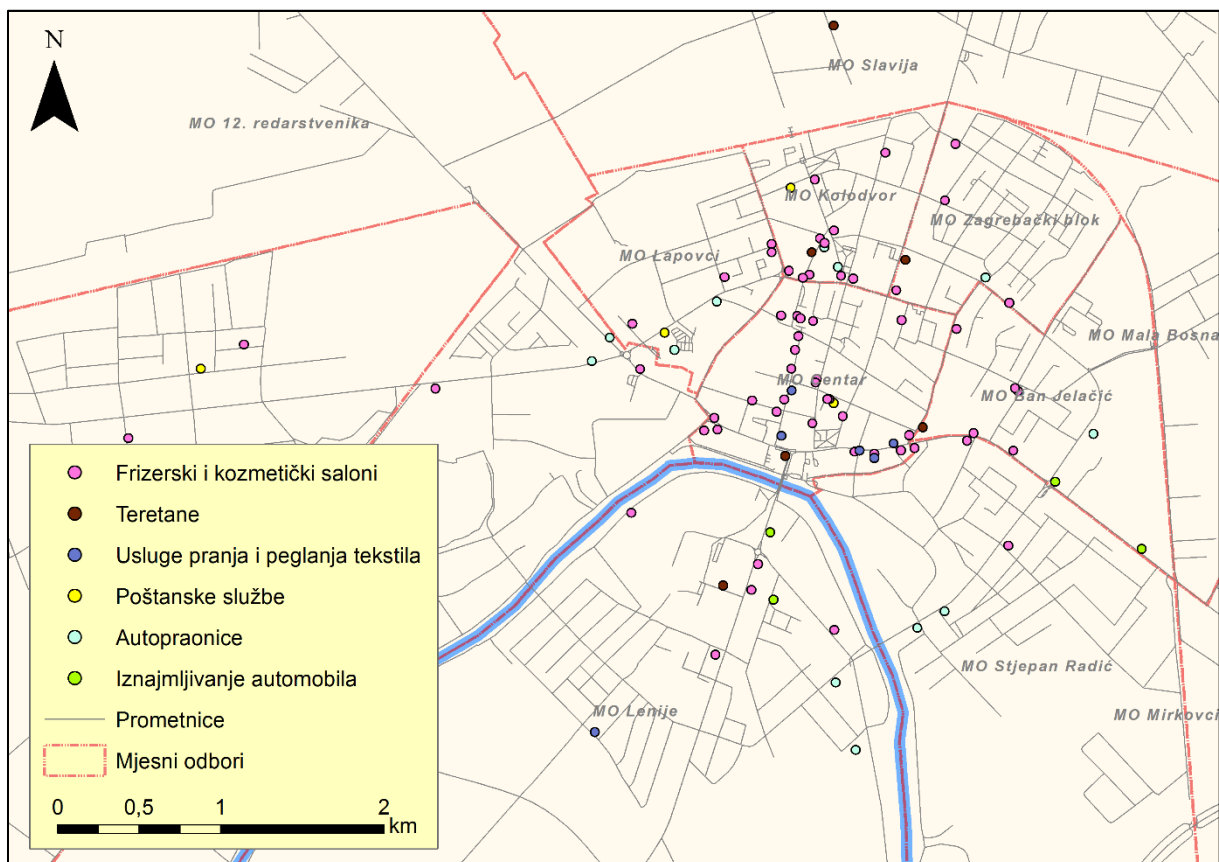 N
MO Slavija
MO 12. redarstvenika
MO Kolodvor
MO Zagrebački blok
MO Lapovci
MO Mala Bosna
MO Centar
MO Ban Jelačić
Frizerski i kozmetički saloni
Teretane
Usluge pranja i peglanja tekstila
Poštanske službe
Autopraonice
Iznajmljivanje automobila
Prometnice
Mjesni odbori
0 0,5 1 2
km
MO Stjepan Radić
MO Lenije
MO Mirkovci